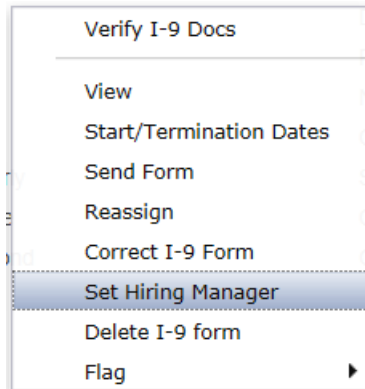 Verify I-9 Docs
View
Start/Termination Dates
Send Form
Reassign
Correct I-9 Form
Set Hiring Manager
Delete I-9 form
Flag